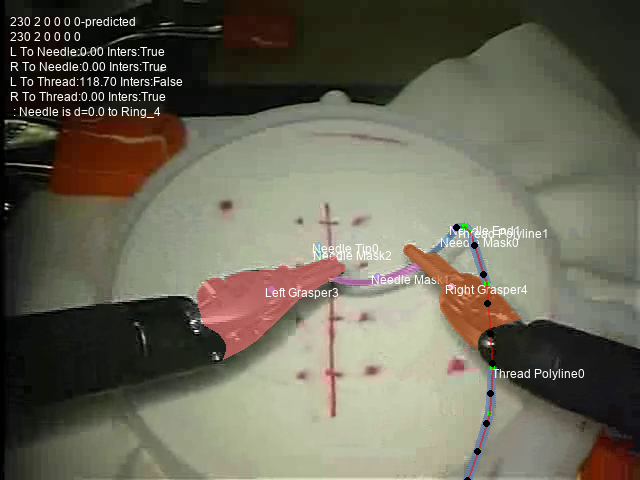 230 2 0 0 0 0-predicted
230 2 0 0 0 0
L To Needle:0.00 Inters:True
R To Needle:0.00 Inters:True
L To Thread:118.70 Inters:False
R To Thread:0.00 Inters:True
: Needle is d=0.0 to Ring_4
Needle End1
Thread Polyline1
Needle Mask0
Needle Tip0
Needle Mask2
Needle Mask1
Left Grasper3
Right Grasper4
Thread Polyline0